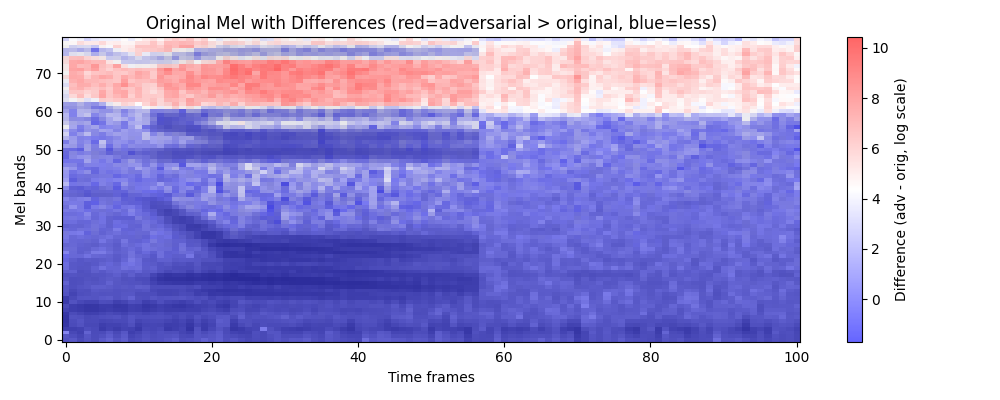 Original Mel with Differences (red=adversarial > original, blue=less)
Mel bands
70
60
50
40
30
20
10
0
0 20 40 60 80 100
Time frames
10
8
6
4
2
0
Difference (adv - orig, log scale)